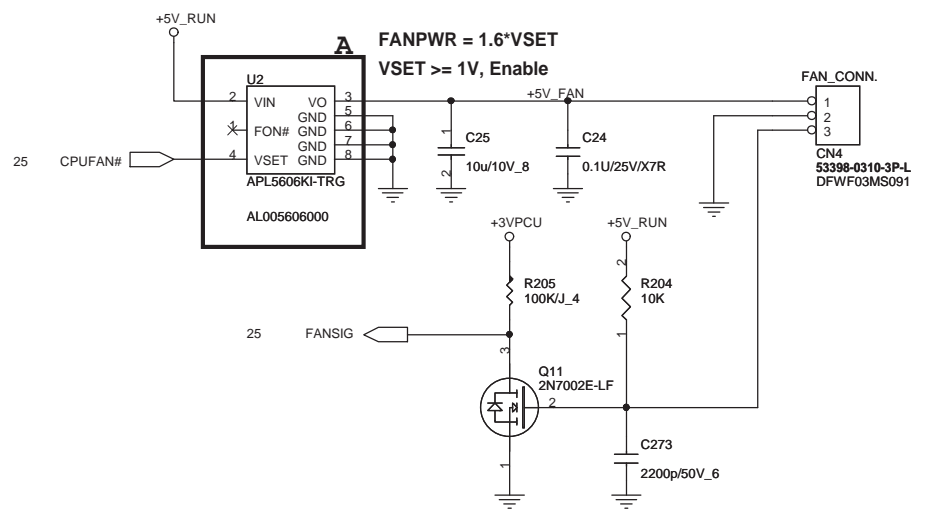 +5V_RUN
A
FANPWR = 1.6*VSET
VSET >= 1V, Enable
U2
2 VIN VO 3
GND 5
1 FON# GND 6
GND 7
4 VSET GND 8
APL5606KI-TRG
AL005606000
25 CPUFAN#
+5V_FAN
1
C25
10u/10V_8
2
C24
0.1U/25V/X7R
FAN_CONN.
1
2
3
CN4
53398-0310-3P-L
DFWF03MS091
+3VPCU
+5V_RUN
R205
100K/J_4
2
R204
10K
1
25 FANSIG
3
Q11
2N7002E-LF
2
1
C273
2200p/50V_6